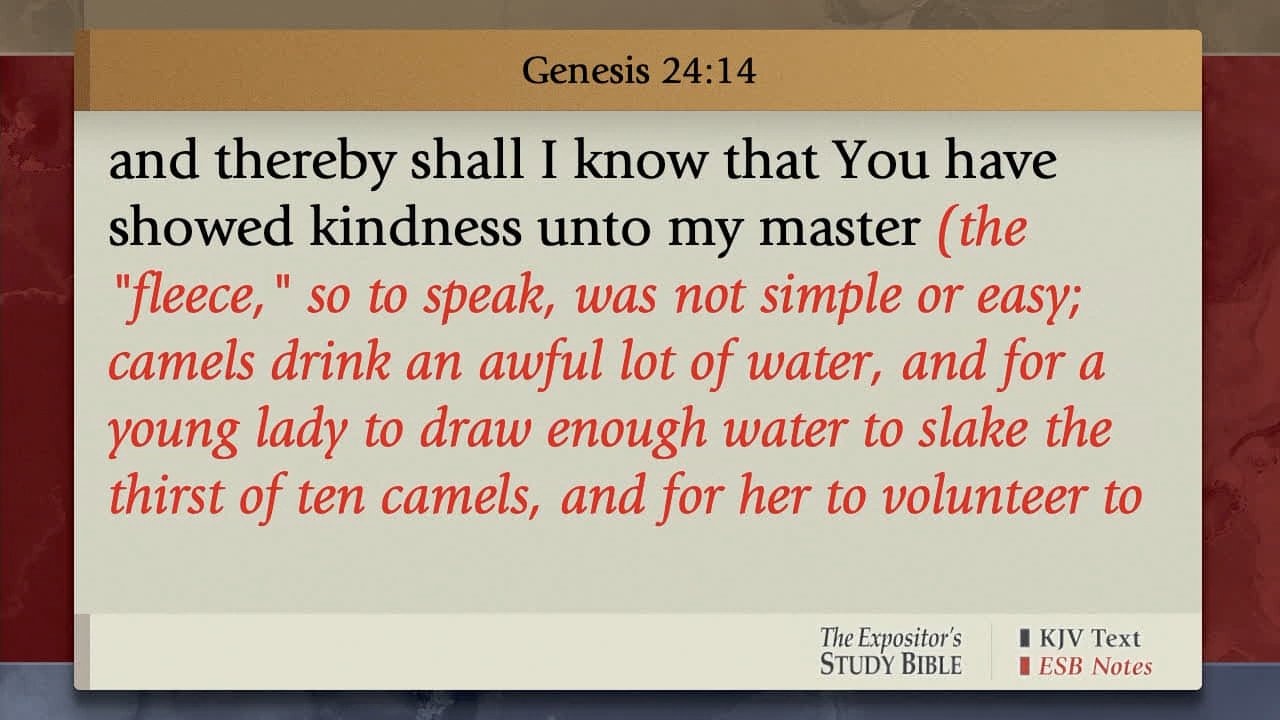 Genesis 24:14
and thereby shall I know that You have
showed kindness unto my master (the
"fleece," so to speak, was not simple or easy;
camels drink an awful lot of water, and for a
young lady to draw enough water to slake the
thirst of ten camels, and for her to volunteer to
The Expositor's
STUDY BIBLE
KJV Text
ESB Notes